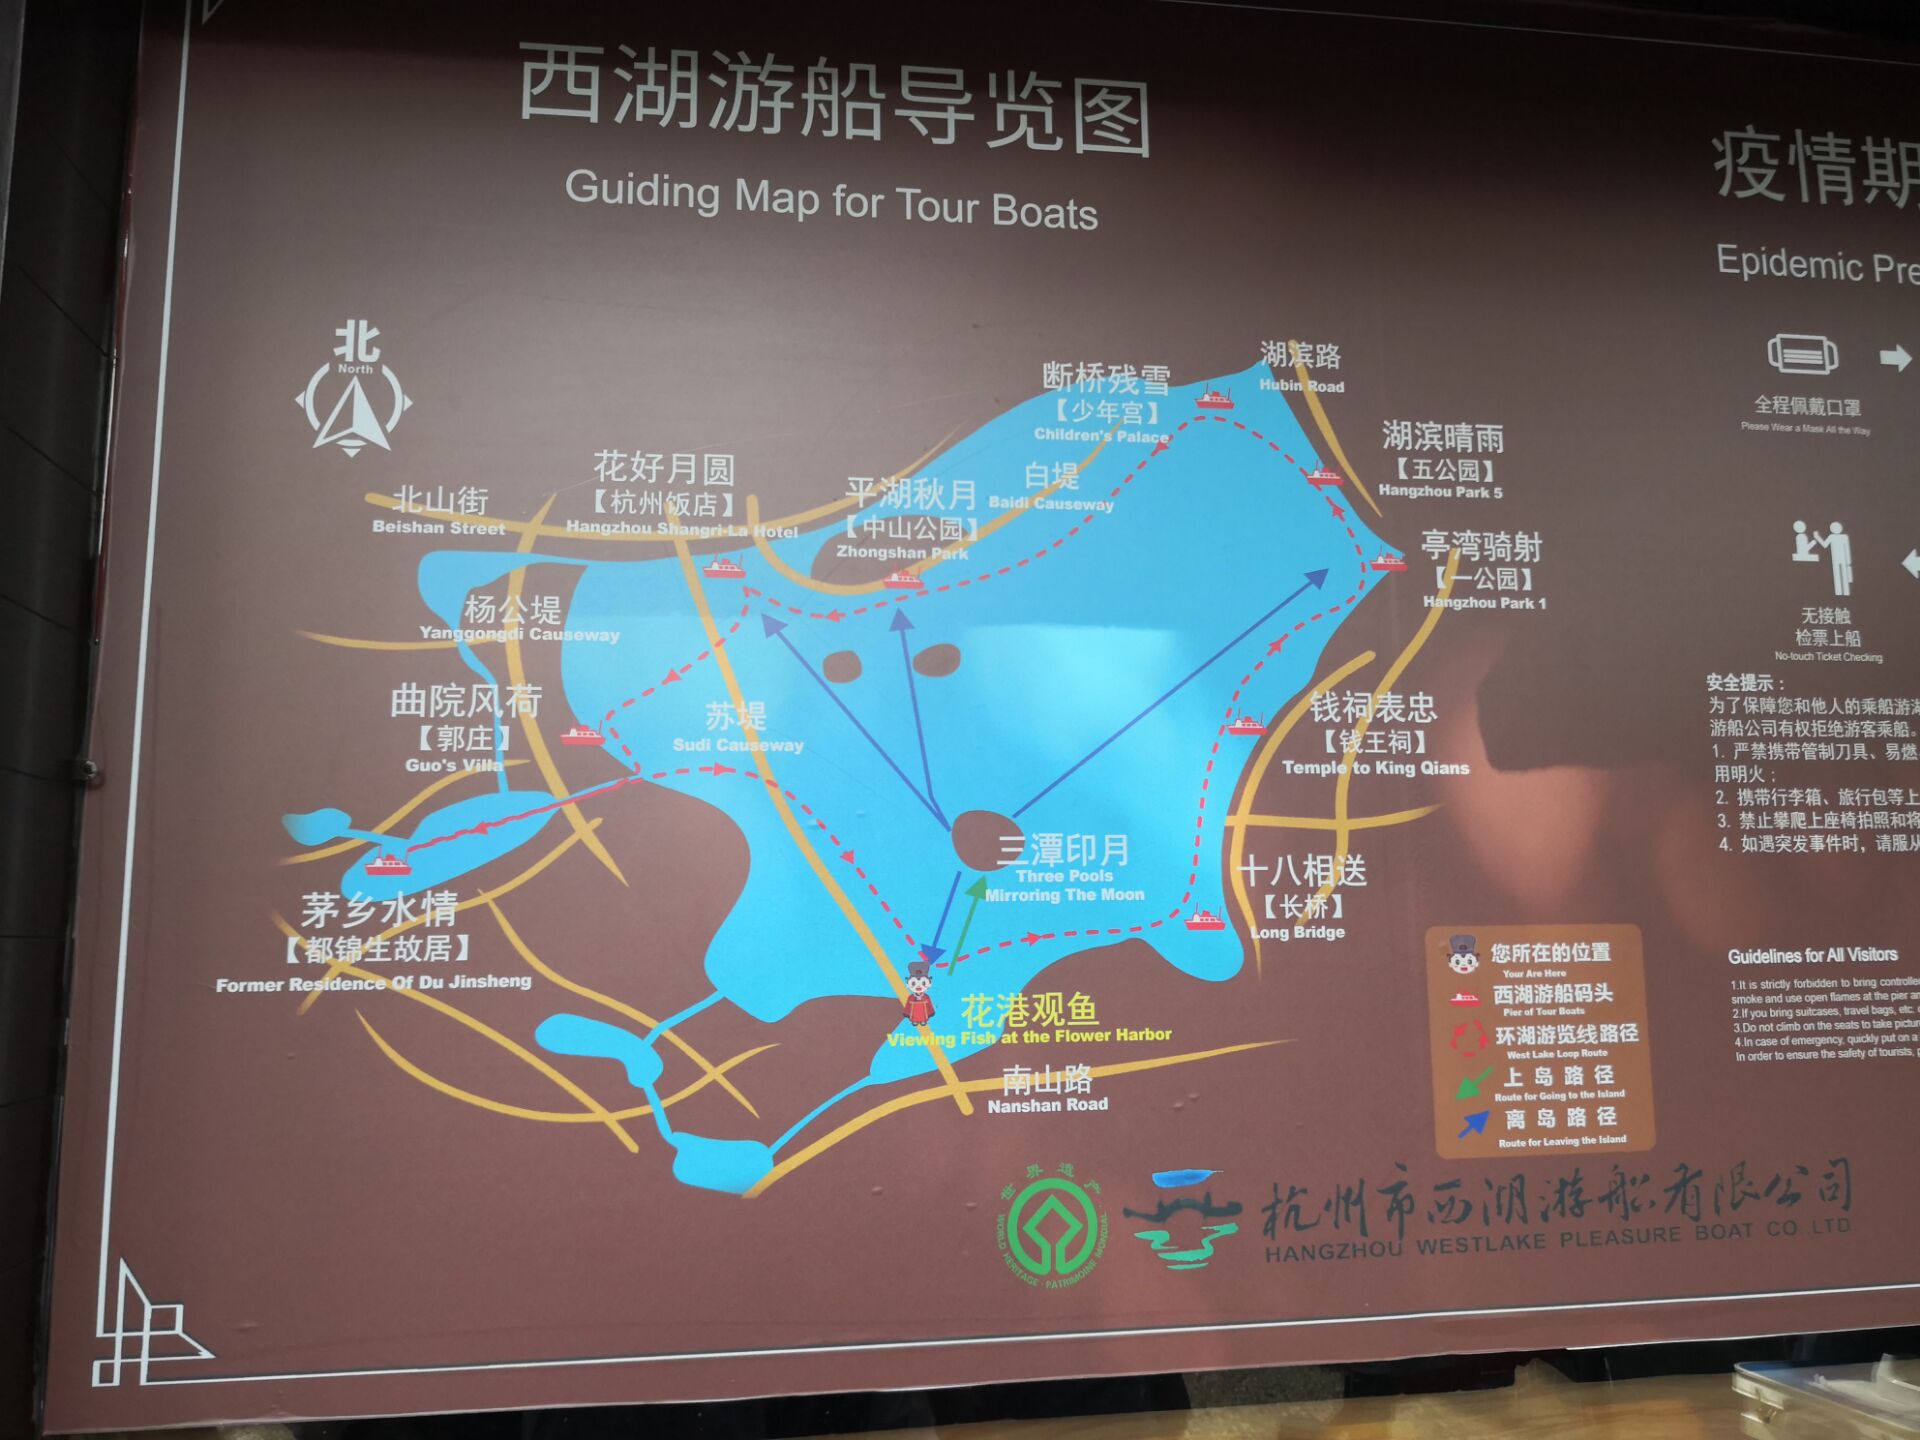 西湖游船导览图
Guiding Map for Tour Boats
北
North
湖滨路
Hubin Road
断桥残雪
【少年宫】
Children's Palace
湖滨晴雨
【五公园】
Hangzhou Park 5
花好月圆
【杭州饭店】
Hangzhou Shangri-La Hotel
平湖秋月
【中山公园】
Zhongshan Park
白堤
Baidi Causeway
北山街
Beishan Street
亭湾骑射
【一公园】
Hangzhou Park 1
杨公堤
Yanggongdi Causeway
曲院风荷
【郭庄】
Guo's Villa
苏堤
Sudi Causeway
钱祠表忠
【钱王祠】
Temple to King Qians
三潭印月
Three Pools
Mirroring The Moon
十八相送
【长桥】
Long Bridge
茅乡水情
【都锦生故居】
Former Residence Of Du Jinsheng
花港观鱼
Viewing Fish at the Flower Harbor
南山路
Nanshan Road
您所在的位置
Your Are Here
西湖游船码头
Pier of Tour Boats
环湖游览线路径
West Lake Loop Route
上岛路径
Route for Going to the Island
离岛路径
Route for Leaving the Island
世界遗产
WORLD HERITAGE · PATRIMOINE MONDIAL
杭州市西湖游船有限公司
HANGZHOU WESTLAKE PLEASURE BOAT CO. LTD
疫情期
Epidemic Pre
全程佩戴口罩
Please Wear a Mask All the Way
无接触
检票上船
No-touch Ticket Checking
安全提示：
为了保障您和他人的乘船游湖
游船公司有权拒绝游客乘船。
1. 严禁携带管制刀具、易燃
用明火；
2. 携带行李箱、旅行包等上
3. 禁止攀爬上座椅拍照和将
4. 如遇突发事件时，请服从
Guidelines for All Visitors
1.It is strictly forbidden to bring controlled
smoke and use open flames at the pier an
2.If you bring suitcases, travel bags, etc.
3.Do not climb on the seats to take pictur
4.In case of emergency, quickly put on a
In order to ensure the safety of tourists,